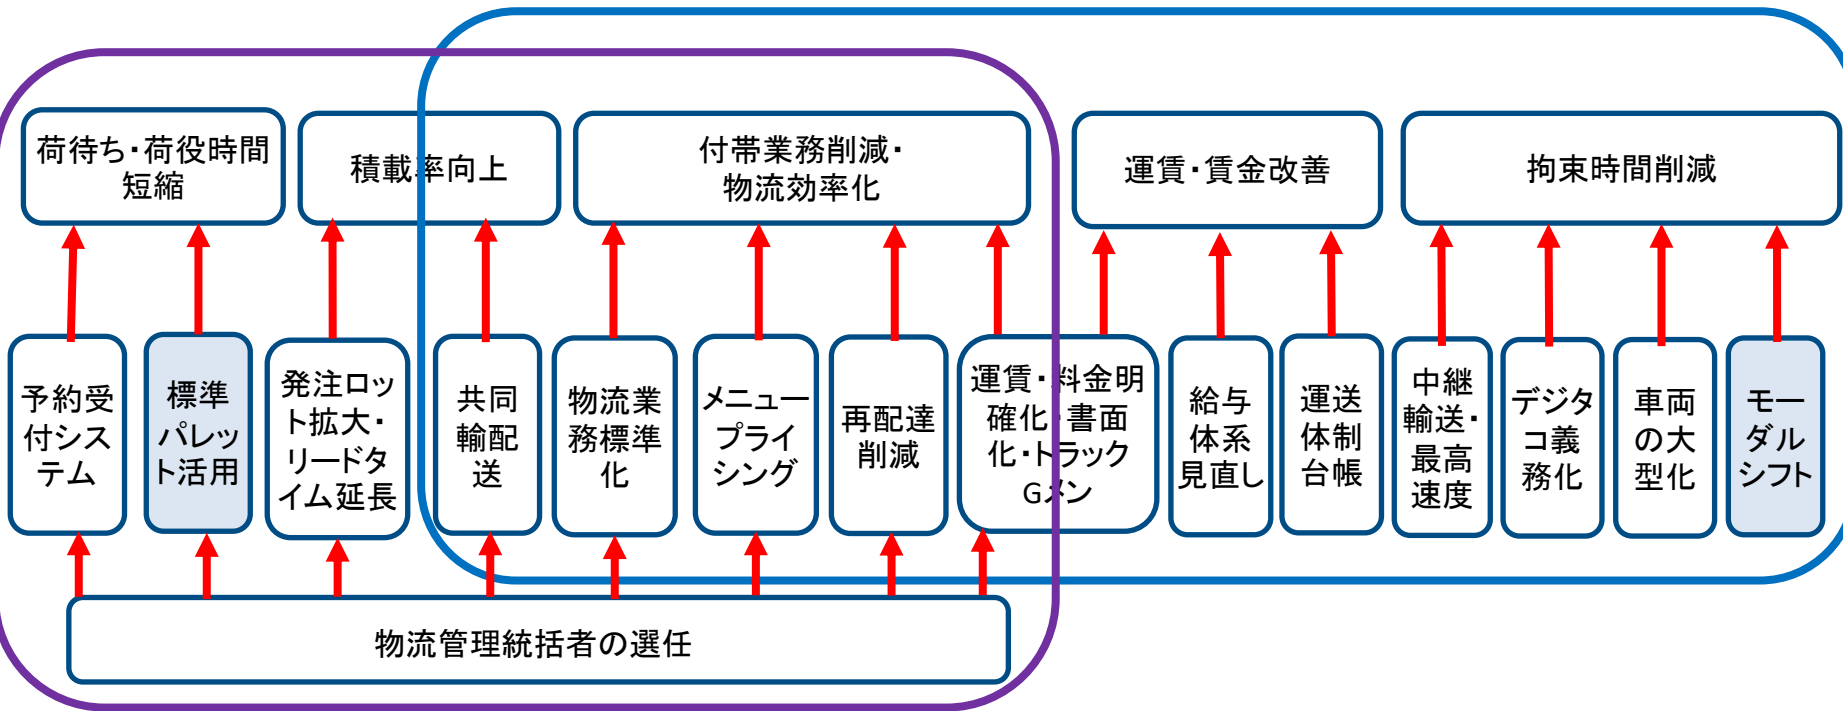 荷待ち・荷役時間
短縮
積載率向上
付帯業務削減・
物流効率化
運賃・賃金改善
拘束時間削減
予約受
付シス
テム
標準
パレッ
ト活用
発注ロッ
ト拡大・
リードタ
イム延長
共同
輸配
送
物流業
務標準
化
メニュー
プライ
シング
再配達
削減
運賃・料金明
確化・書面
化・トラック
Gメン
給与
体系
見直し
運送
体制
台帳
中継
輸送・
最高
速度
デジタ
コ義
務化
車両
の大
型化
モー
ダル
シフト
物流管理統括者の選任